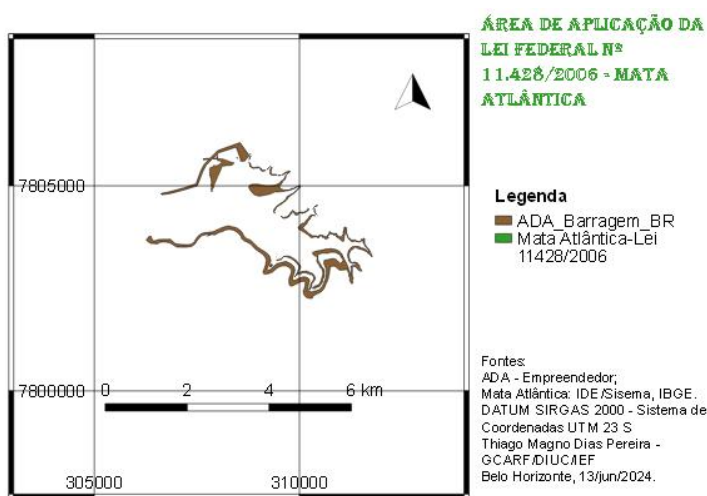 ÁREA DE APLICAÇÃO DA
LEI FEDERAL Nº
11.428/2006 - MATA
ATLÂNTICA
7805000
Legenda
ADA_Barragem_BR
Mata Atlântica-Lei
11428/2006
7800000
0 2 4 6 km
305000
310000
Fontes:
ADA - Empreendedor;
Mata Atlântica: IDE/Sisema, IBGE.
DATUM SIRGAS 2000 - Sistema de
Coordenadas UTM 23 S
Thiago Magno Dias Pereira -
GCARF/DIUC/IEF
Belo Horizonte, 13/jun/2024.